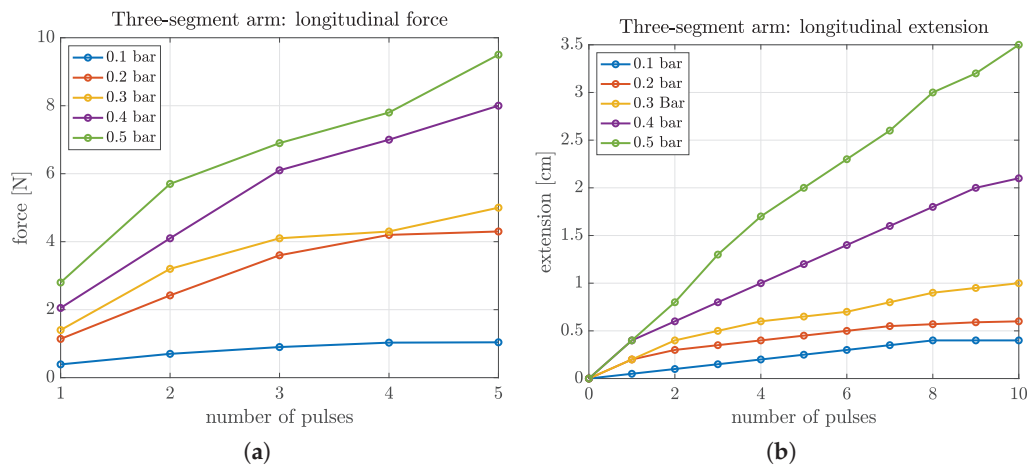 Three-segment arm: longitudinal force
10
8
6
4
2
0
force [N]
0.1 bar
0.2 bar
0.3 bar
0.4 bar
0.5 bar
1
2
3
4
5
number of pulses
(a)
Three-segment arm: longitudinal extension
3.5
3
2.5
2
1.5
1
0.5
0
extension [cm]
0.1 bar
0.2 bar
0.3 Bar
0.4 bar
0.5 bar
0
2
4
6
8
10
number of pulses
(b)